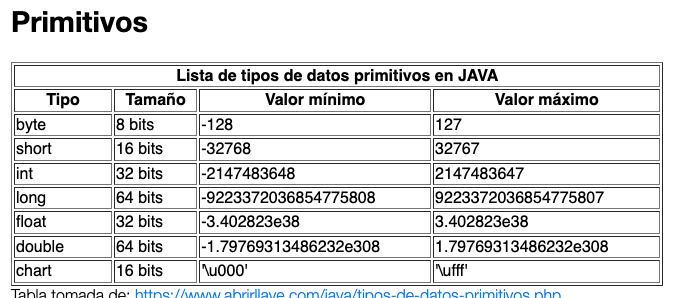 Primitivos
Lista de tipos de datos primitivos en JAVA
Tipo Tamaño Valor mínimo Valor máximo
byte 8 bits -128 127
short 16 bits -32768 32767
int 32 bits -2147483648 2147483647
long 64 bits -9223372036854775808 9223372036854775807
float 32 bits -3.402823e38 3.402823e38
double 64 bits -1.79769313486232e308 1.79769313486232e308
chart 16 bits '\u000' '\ufff'
Tabla tomada de: https://www.abrirllave.com/java/tipos-de-datos-primitivos.php